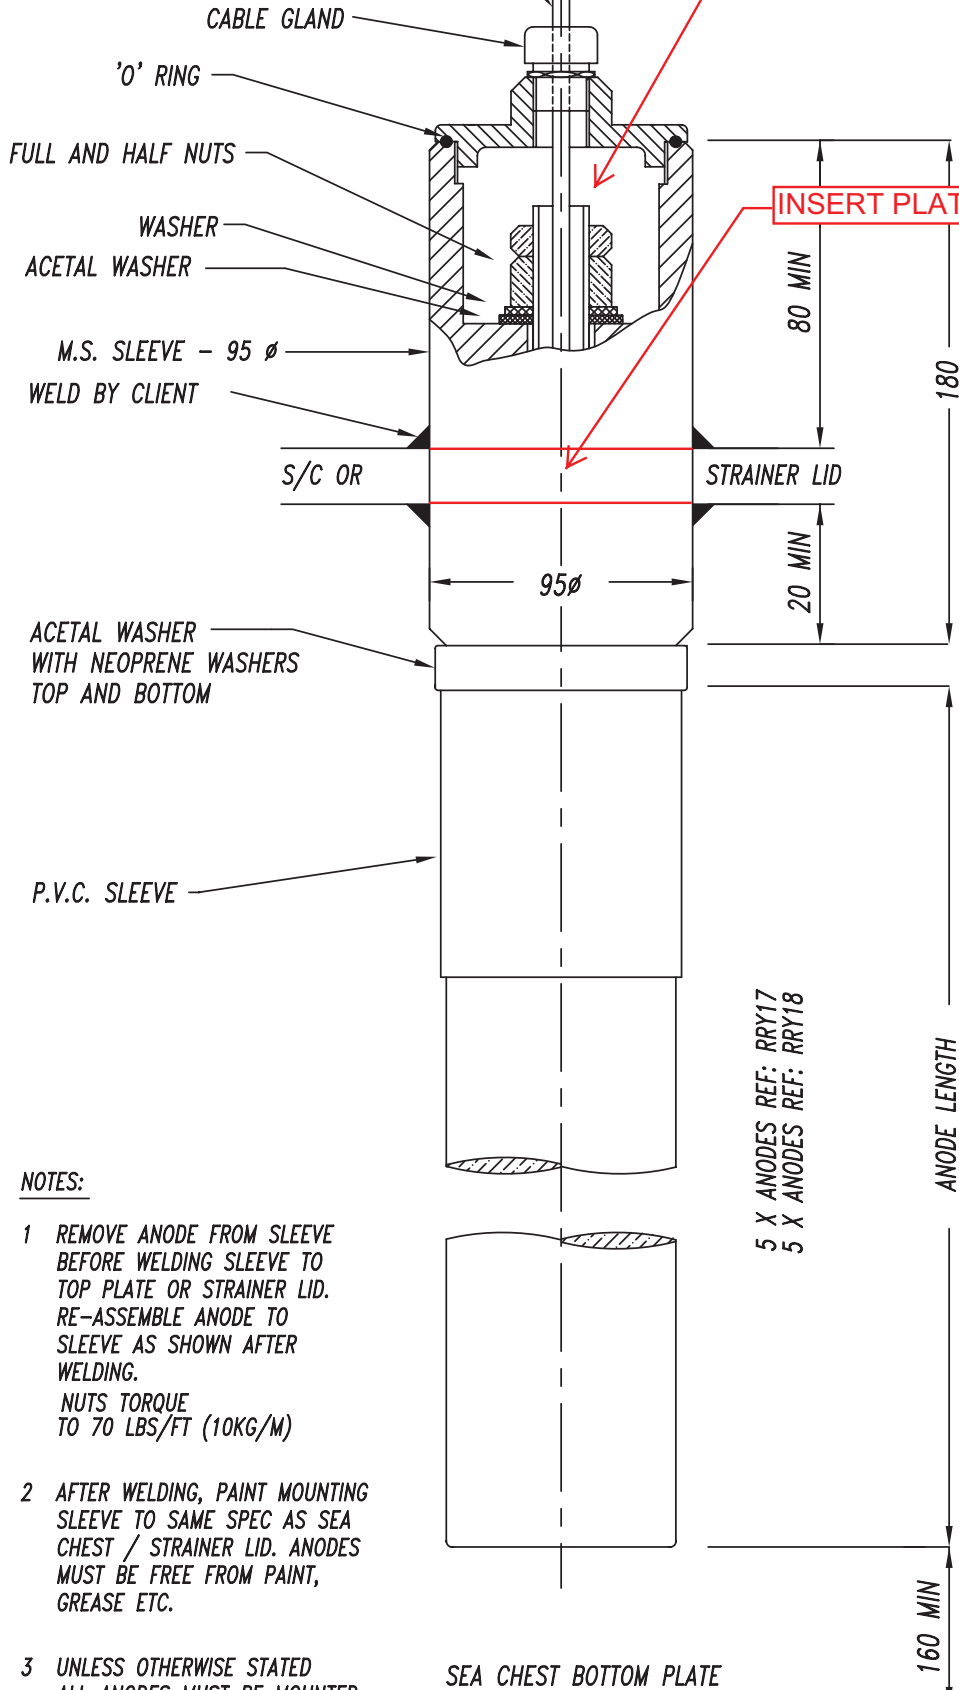 CABLE GLAND
'O' RING
FULL AND HALF NUTS
WASHER
ACETAL WASHER
M.S. SLEEVE - 95 ø
WELD BY CLIENT
S/C OR
STRAINER LID
INSERT PLAT
80 MIN
180
20 MIN
95ø
ACETAL WASHER
WITH NEOPRENE WASHERS
TOP AND BOTTOM
P.V.C. SLEEVE
5 X ANODES REF: RRY17
5 X ANODES REF: RRY18
ANODE LENGTH
160 MIN
NOTES:
1 REMOVE ANODE FROM SLEEVE
BEFORE WELDING SLEEVE TO
TOP PLATE OR STRAINER LID.
RE-ASSEMBLE ANODE TO
SLEEVE AS SHOWN AFTER
WELDING.
NUTS TORQUE
TO 70 LBS/FT (10KG/M)
2 AFTER WELDING, PAINT MOUNTING
SLEEVE TO SAME SPEC AS SEA
CHEST / STRAINER LID. ANODES
MUST BE FREE FROM PAINT,
GREASE ETC.
3 UNLESS OTHERWISE STATED
ALL ANODES MUST BE MOUNTED
SEA CHEST BOTTOM PLATE